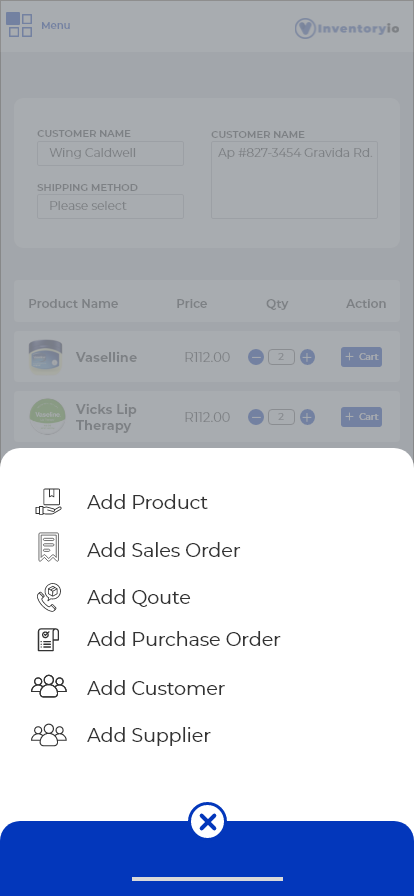 Menu
Inventoryio
CUSTOMER NAME
Wing Caldwell
CUSTOMER NAME
Ap #827-3454 Gravida Rd.
SHIPPING METHOD
Please select
Product Name Price Qty Action
Vaselline R112.00 2 + Cart
Vicks Lip
Therapy R112.00 2 + Cart
Add Product
Add Sales Order
Add Qoute
Add Purchase Order
Add Customer
Add Supplier